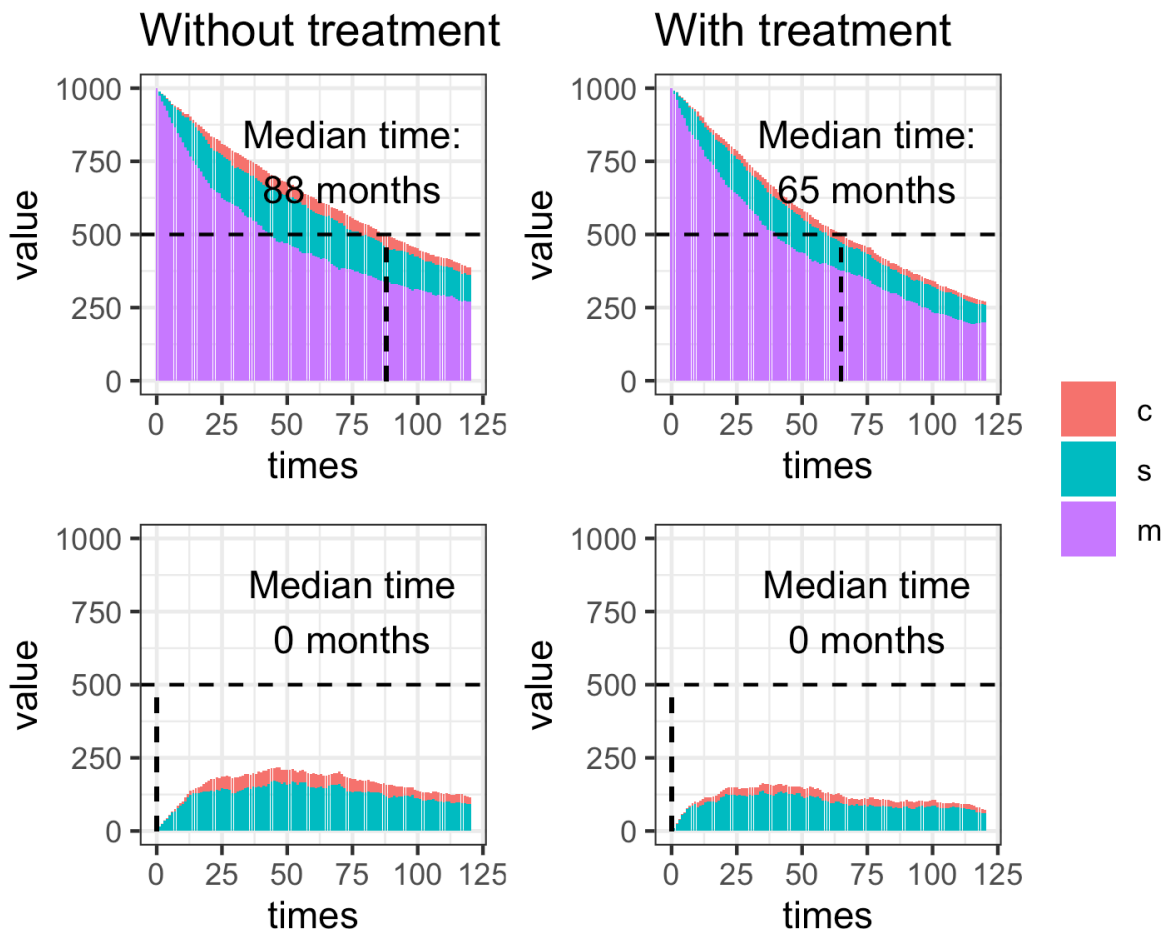 Without treatment
With treatment
1000
750
500
250
0
value
Median time:
88 months
0 25 50 75 100 125
times
1000
750
500
250
0
value
Median time:
65 months
0 25 50 75 100 125
times
c
s
m
1000
750
500
250
0
value
Median time
0 months
0 25 50 75 100 125
times
1000
750
500
250
0
value
Median time
0 months
0 25 50 75 100 125
times